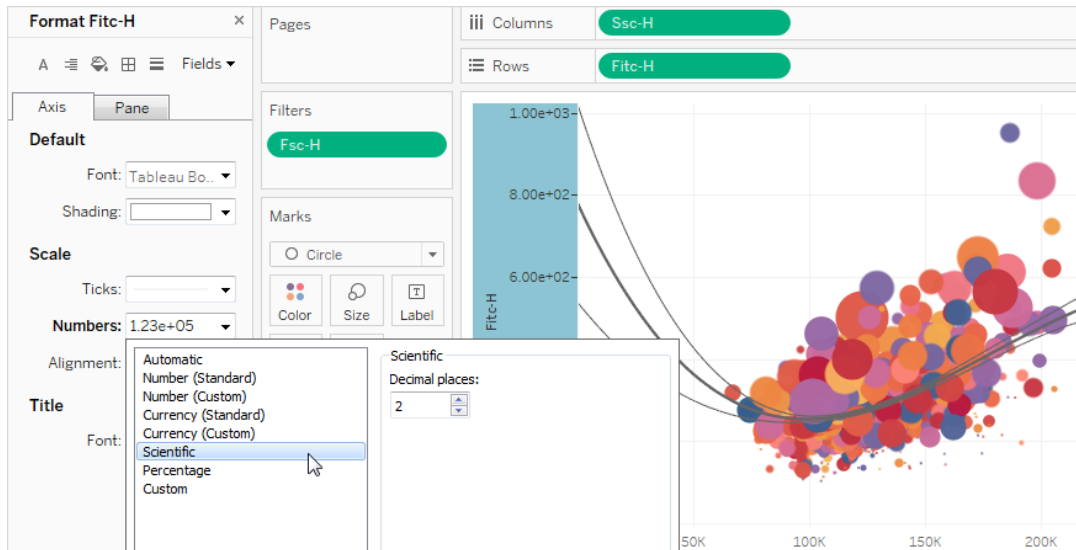 Format Fitc-H
A
Fields
Axis
Pane
Default
Font:
Tableau Bo..
Shading:
Scale
Ticks:
Numbers:
1.23e+05
Alignment:
Title
Font:
Automatic
Number (Standard)
Number (Custom)
Currency (Standard)
Currency (Custom)
Scientific
Percentage
Custom
Scientific
Decimal places:
2
Pages
Filters
Fsc-H
Marks
Circle
Color
Size
T
Label
Columns
Ssc-H
Rows
Fitc-H
1.00e+03
8.00e+02
6.00e+02
Fitc-H
50K
100K
150K
200K